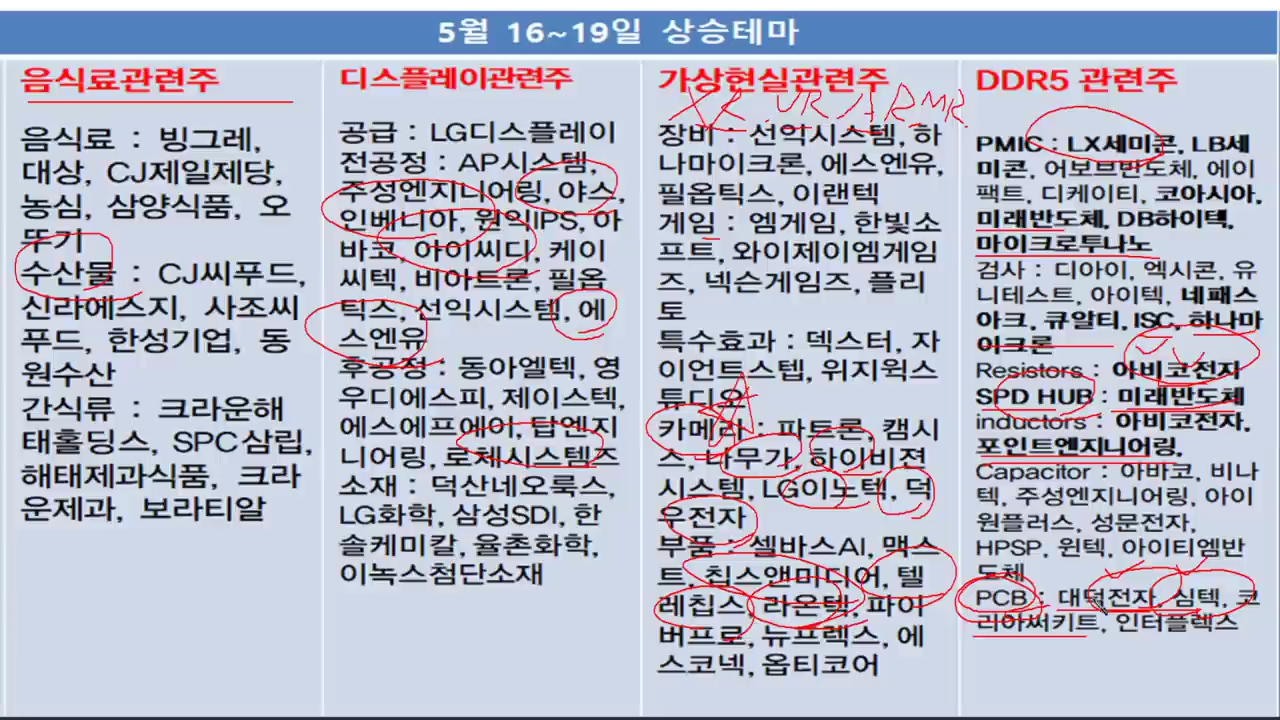 5월 16~19일 상승테마
음식료관련주
음식료 : 빙그레,
대상, CJ제일제당,
농심, 삼양식품, 오
뚜기
수산물 : CJ씨푸드,
신라에스지, 사조씨
푸드, 한성기업, 동
원수산
간식류 : 크라운해
태홀딩스, SPC삼립,
해태제과식품, 크라
운제과, 보라티알
디스플레이관련주
공급 : LG디스플레이
전공정 : AP시스템,
주성엔지니어링, 야스,
인베니아, 원익IPS, 아
바코, 아이씨디, 케이
씨텍, 비아트론, 필옵
틱스, 선익시스템, 에
스엔유
후공정 : 동아엘텍, 영
우디에스피, 제이스텍,
에스에프에이, 탑엔지
니어링, 로체시스템즈
소재 : 덕산네오룩스,
LG화학, 삼성SDI, 한
솔케미칼, 율촌화학,
이녹스첨단소재
가상현실관련주
XR VR AR MR
장비 : 선익시스템, 하
나마이크론, 에스엔유,
필옵틱스, 이랜텍
게임 : 엠게임, 한빛소
프트, 와이제이엠게임
즈, 넥슨게임즈, 플리
토
특수효과 : 덱스터, 자
이언트스텝, 위지윅스
튜디오
카메라 : 파트론, 캠시
스, 나무가, 하이비젼
시스템, LG이노텍, 덕
우전자
부품 : 셀바스AI, 맥스
트, 칩스앤미디어, 텔
레칩스, 라온텍, 파이
버프로, 뉴프렉스, 에
스코넥, 옵티코어
DDR5 관련주
PMIC : LX세미콘, LB세
미콘, 어보브반도체, 에이
팩트, 디케이티, 코아시아,
미래반도체, DB하이텍,
마이크로투나노
검사 : 디아이, 엑시콘, 유
니테스트, 아이텍, 네패스
아크, 큐알티, ISC, 하나마
이크론
Resistors : 아비코전자
SPD HUB : 미래반도체
inductors : 아비코전자,
포인트엔지니어링,
Capacitor : 아바코, 비나
텍, 주성엔지니어링, 아이
원플러스, 성문전자,
HPSP, 윈텍, 아이티엠반
도체
PCB : 대덕전자, 심텍, 코
리아써키트, 인터플렉스